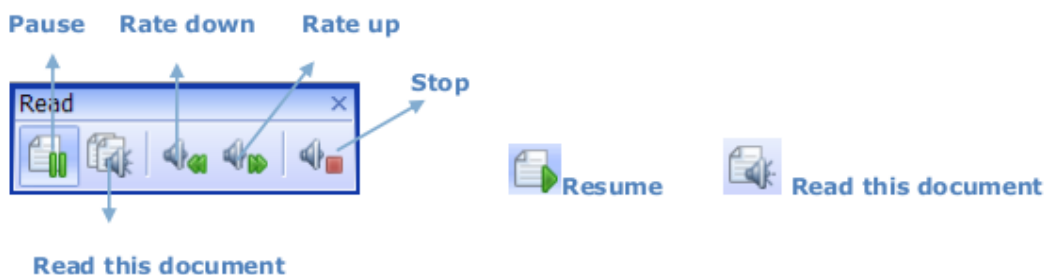 Pause Rate down Rate up
Stop
Read
Resume Read this document
Read this document